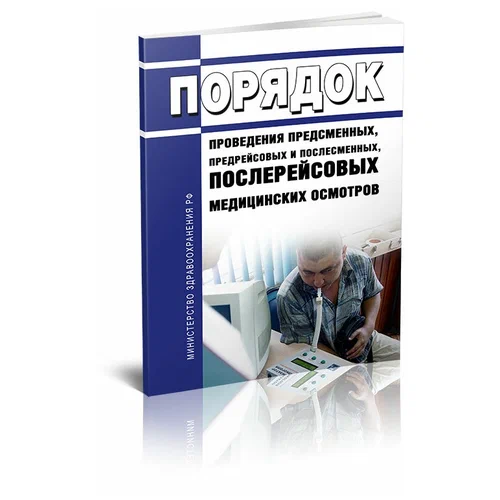 ПОРЯДОК
ПРОВЕДЕНИЯ ПРЕДСМЕННЫХ,
ПРЕДРЕЙСОВЫХ И ПОСЛЕСМЕННЫХ,
ПОСЛЕРЕЙСОВЫХ
МЕДИЦИНСКИХ ОСМОТРОВ
МИНИСТЕРСТВО ЗДРАВООХРАНЕНИЯ РФ